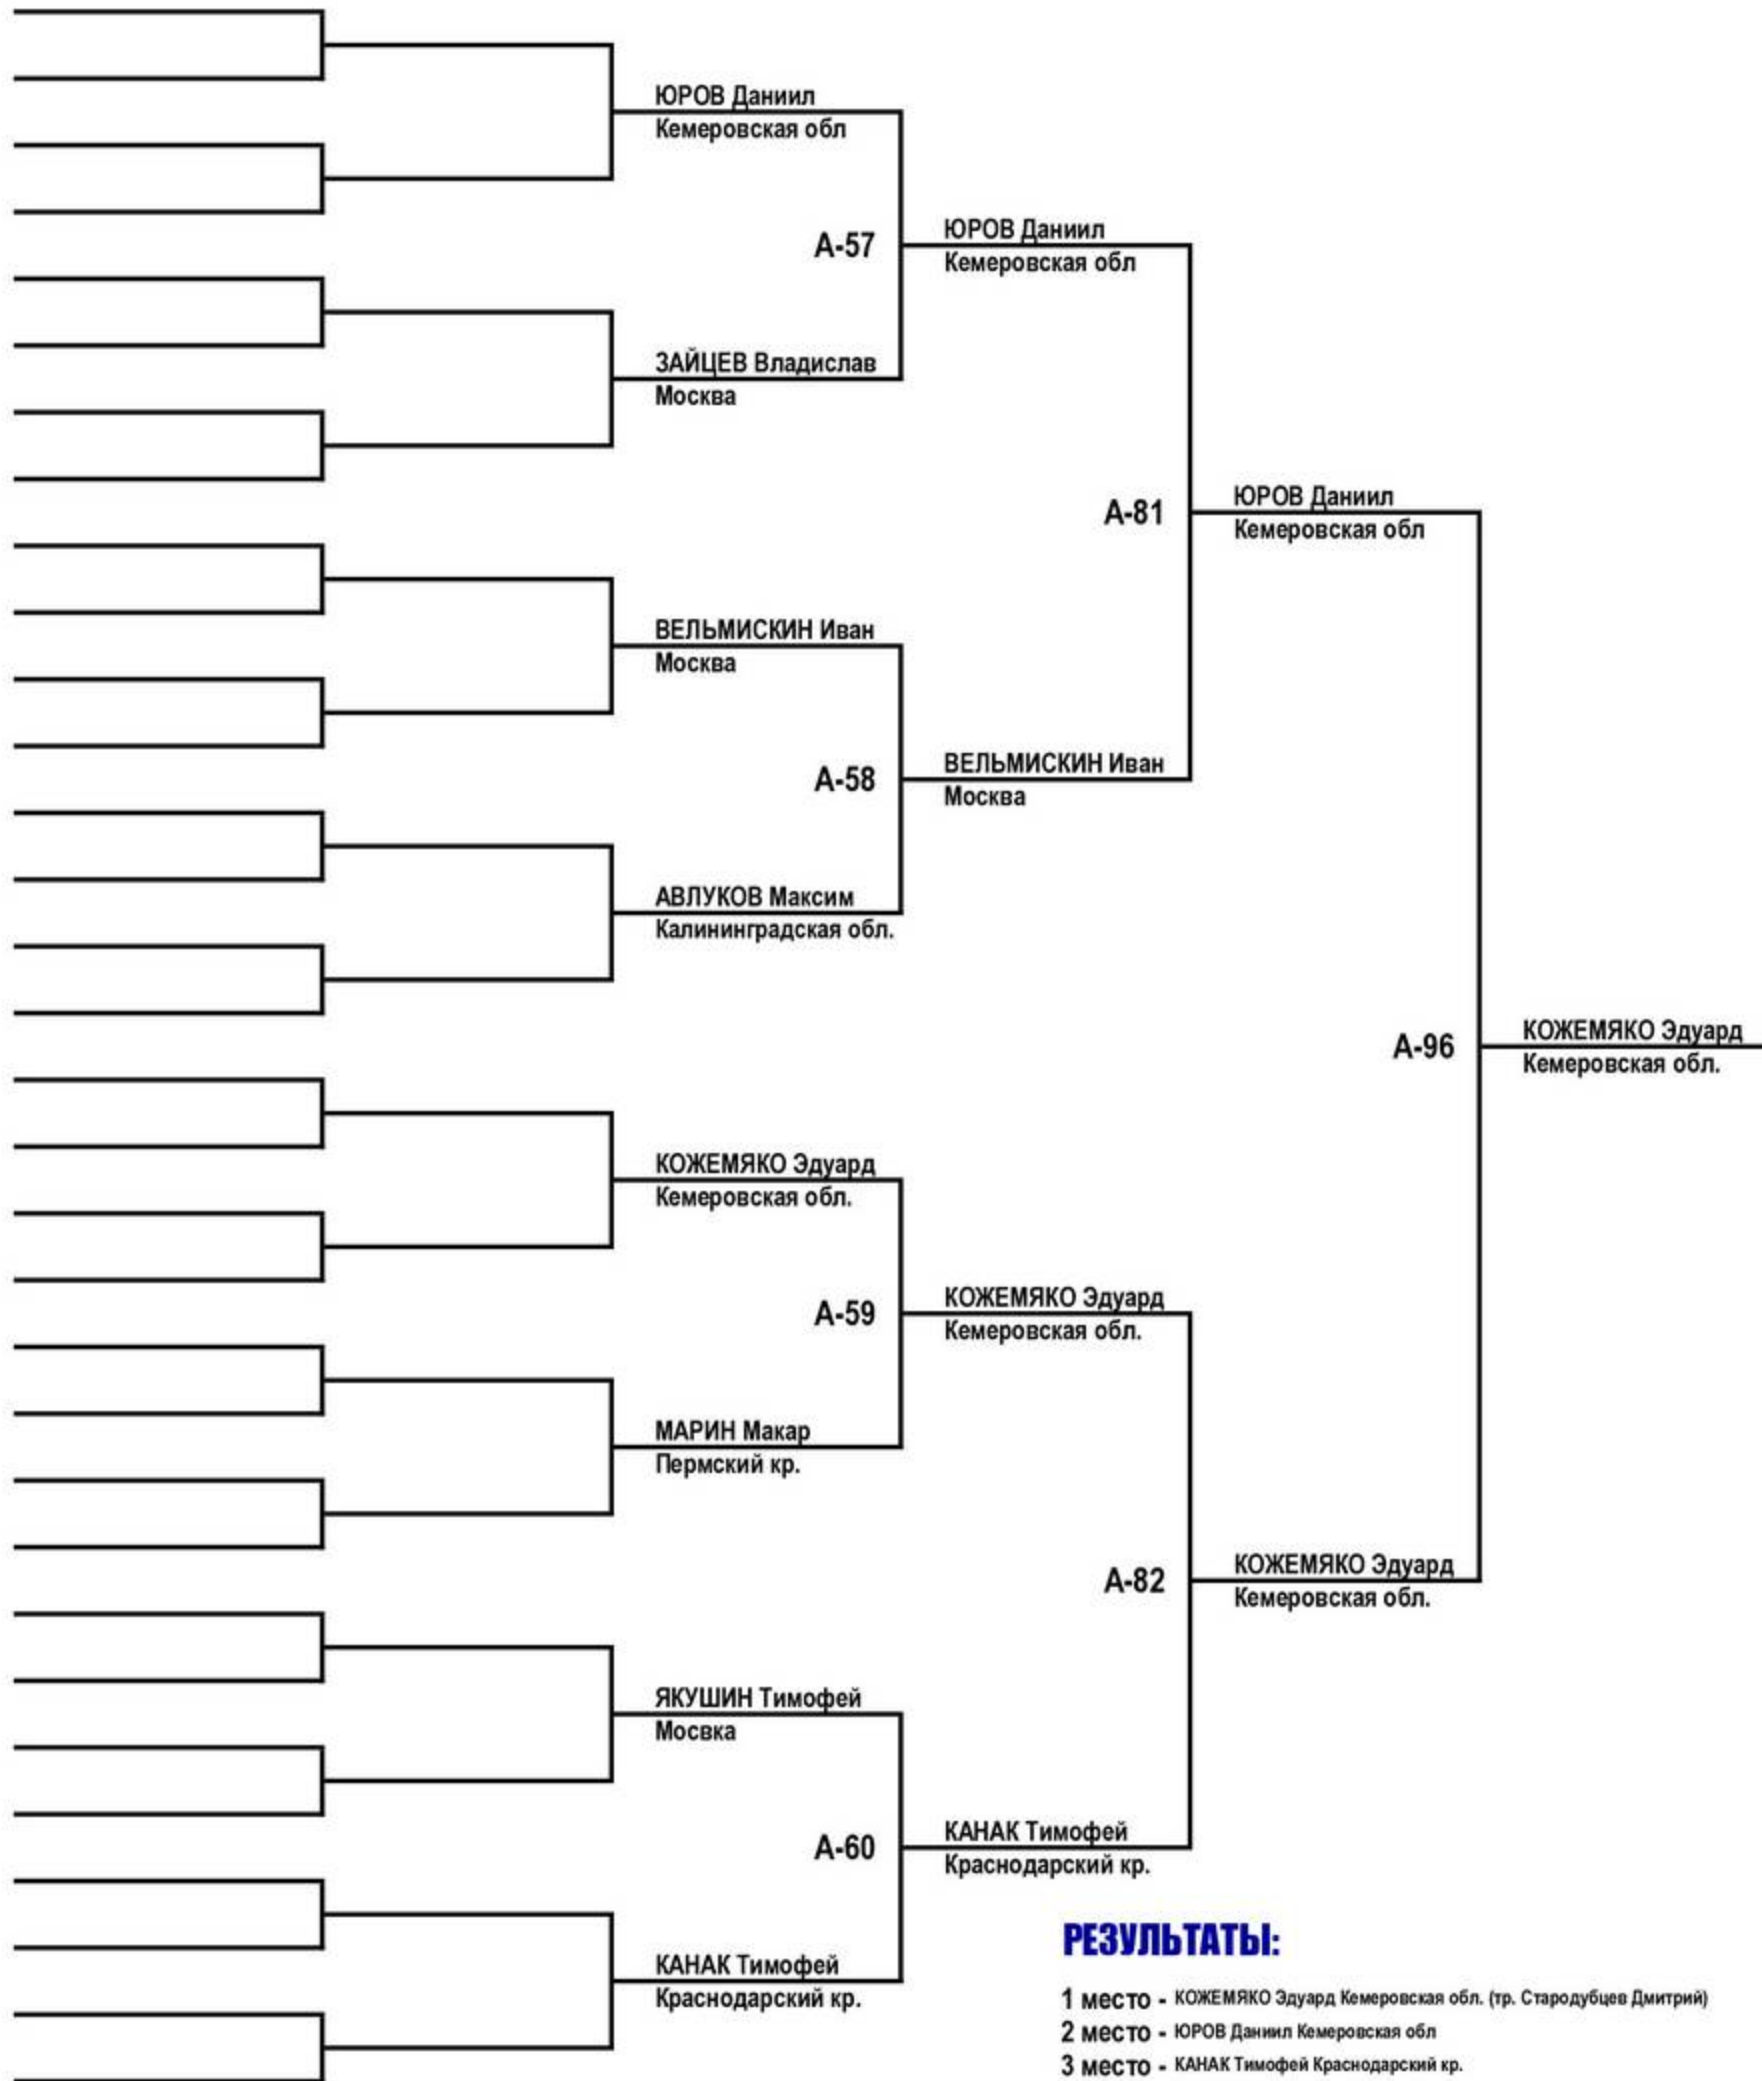 ЮРОВ Даниил
Кемеровская обл
А-57
ЮРОВ Даниил
Кемеровская обл
ЗАЙЦЕВ Владислав
Москва
А-81
ЮРОВ Даниил
Кемеровская обл
ВЕЛЬМИСКИН Иван
Москва
А-58
ВЕЛЬМИСКИН Иван
Москва
АВЛУКОВ Максим
Калининградская обл.
А-96
КОЖЕМЯКО Эдуард
Кемеровская обл.
КОЖЕМЯКО Эдуард
Кемеровская обл.
А-59
КОЖЕМЯКО Эдуард
Кемеровская обл.
МАРИН Макар
Пермский кр.
А-82
КОЖЕМЯКО Эдуард
Кемеровская обл.
ЯКУШИН Тимофей
Мосвка
А-60
КАНАК Тимофей
Краснодарский кр.
КАНАК Тимофей
Краснодарский кр.
РЕЗУЛЬТАТЫ:
1 место - КОЖЕМЯКО Эдуард Кемеровская обл. (тр. Стародубцев Дмитрий)
2 место - ЮРОВ Даниил Кемеровская обл
3 место - КАНАК Тимофей Краснодарский кр.